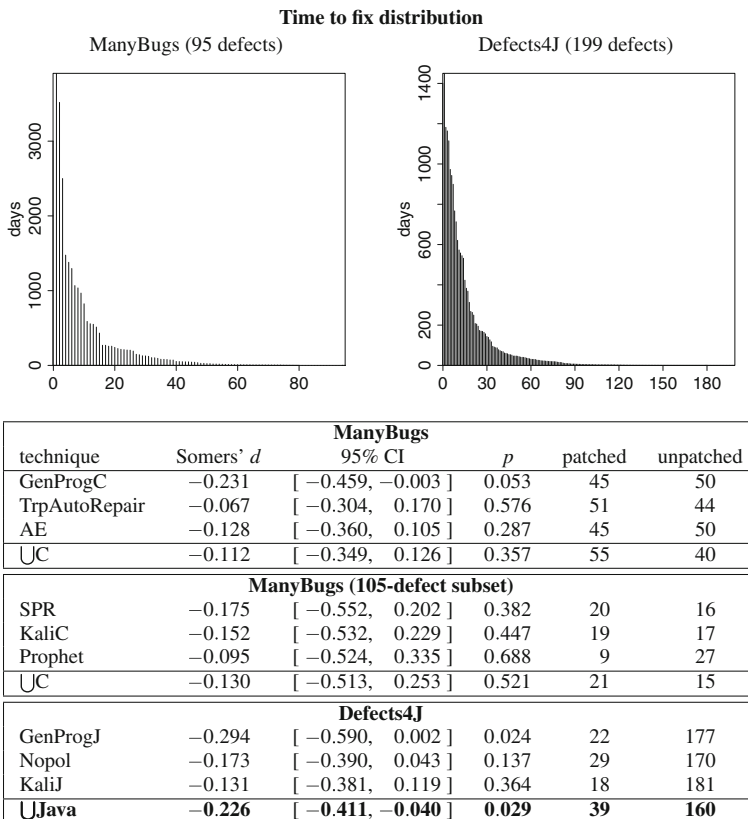 Time to fix distribution
ManyBugs (95 defects) Defects4J (199 defects)
days
0 1000 2000 3000
0 20 40 60 80
days
0 200 600 1000 1400
0 30 60 90 120 150 180
ManyBugs
technique Somers' d 95% CI p patched unpatched
GenProgC −0.231 [ −0.459, −0.003 ] 0.053 45 50
TrpAutoRepair −0.067 [ −0.304, 0.170 ] 0.576 51 44
AE −0.128 [ −0.360, 0.105 ] 0.287 45 50
⋃C −0.112 [ −0.349, 0.126 ] 0.357 55 40
ManyBugs (105-defect subset)
SPR −0.175 [ −0.552, 0.202 ] 0.382 20 16
KaliC −0.152 [ −0.532, 0.229 ] 0.447 19 17
Prophet −0.095 [ −0.524, 0.335 ] 0.688 9 27
⋃C −0.130 [ −0.513, 0.253 ] 0.521 21 15
Defects4J
GenProgJ −0.294 [ −0.590, 0.002 ] 0.024 22 177
Nopol −0.173 [ −0.390, 0.043 ] 0.137 29 170
KaliJ −0.131 [ −0.381, 0.119 ] 0.364 18 181
⋃Java −0.226 [ −0.411, −0.040 ] 0.029 39 160